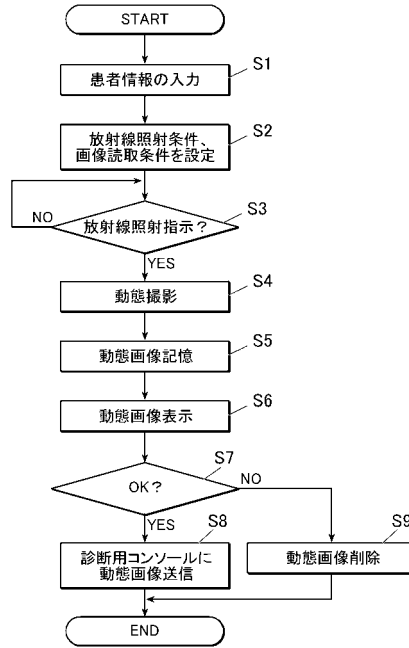 START
患者情報の入力
S1
放射線照射条件、
画像読取条件を設定
S2
放射線照射指示？
S3
NO
YES
動態撮影
S4
動態画像記憶
S5
動態画像表示
S6
OK？
S7
NO
YES
診断用コンソールに
動態画像送信
S8
動態画像削除
S9
END